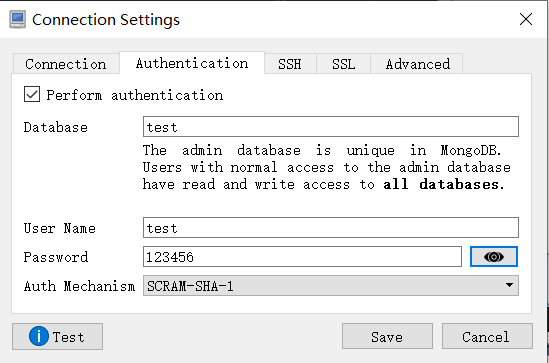 Connection Settings
Connection Authentication SSH SSL Advanced
Perform authentication
Database test
The admin database is unique in MongoDB.
Users with normal access to the admin database
have read and write access to all databases.
User Name test
Password 123456
Auth Mechanism SCRAM-SHA-1
Test Save Cancel